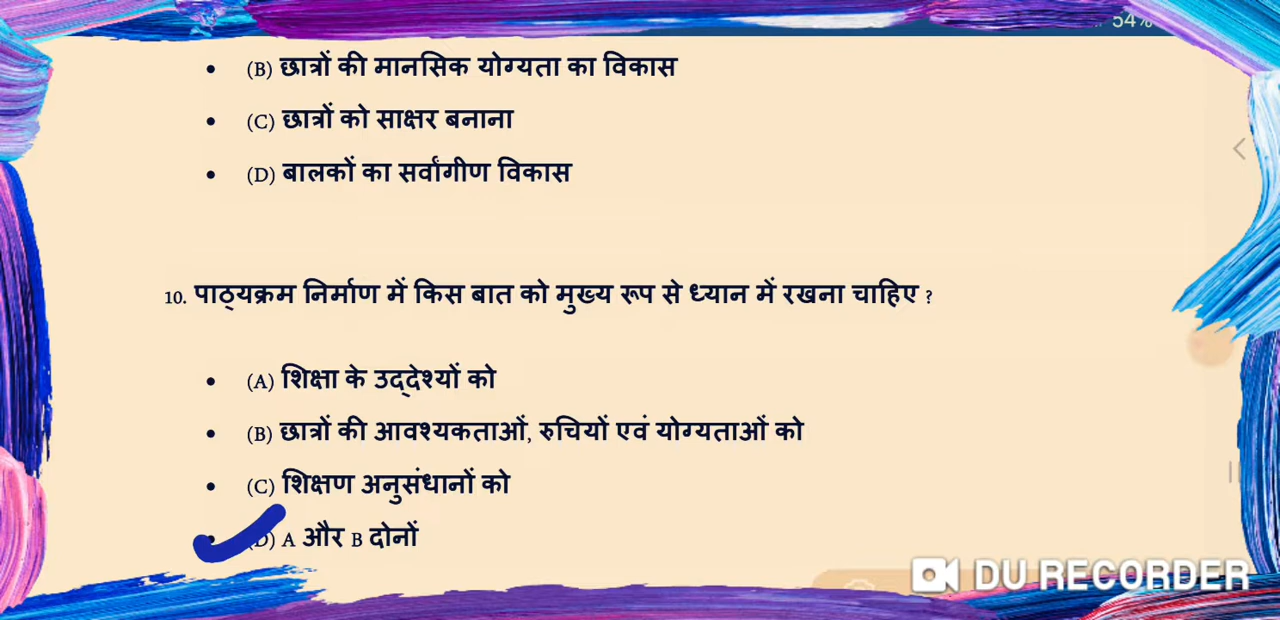 54%
(B) छात्रों की मानसिक योग्यता का विकास
(C) छात्रों को साक्षर बनाना
(D) बालकों का सर्वांगीण विकास
10. पाठ्यक्रम निर्माण में किस बात को मुख्य रूप से ध्यान में रखना चाहिए ?
(A) शिक्षा के उद्देश्यों को
(B) छात्रों की आवश्यकताओं, रुचियों एवं योग्यताओं को
(C) शिक्षण अनुसंधानों को
(D) A और B दोनों
DU RECORDER